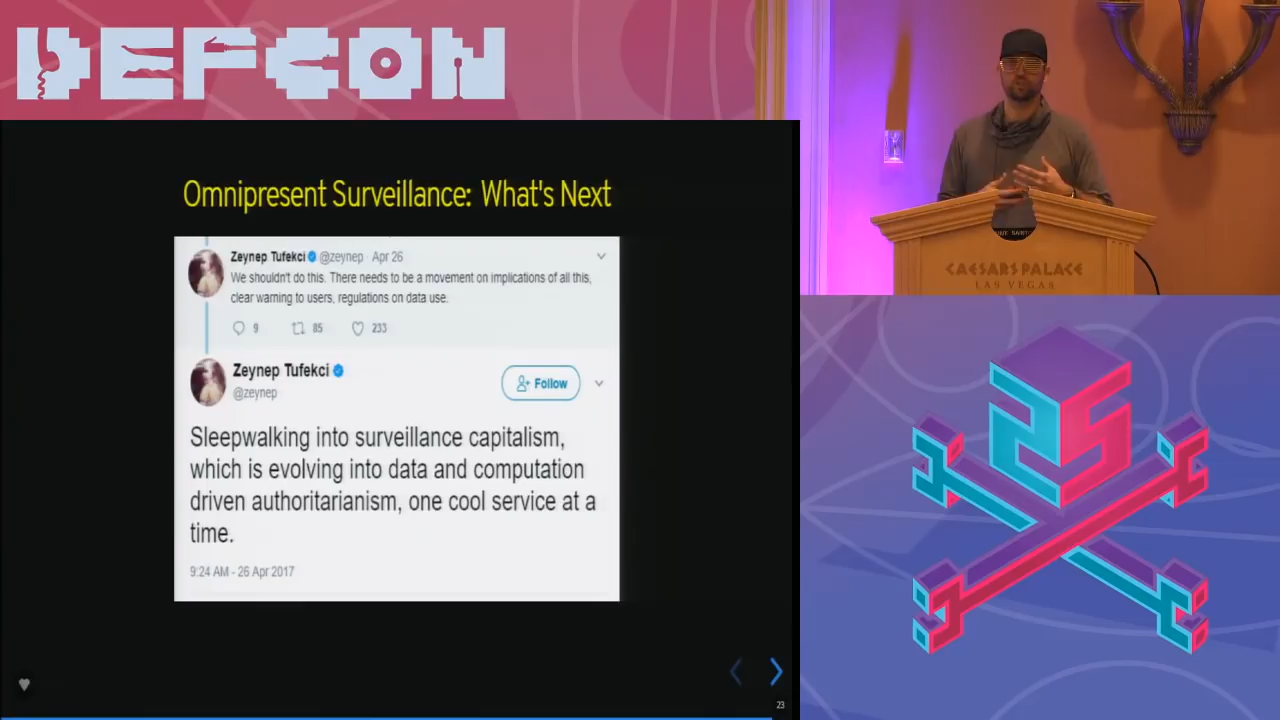 DEFCON
Omnipresent Surveillance: What's Next
Zeynep Tufekci @zeynep · Apr 26
We shouldn't do this. There needs to be a movement on implications of all this,
clear warning to users, regulations on data use.
9 85 233
Zeynep Tufekci
@zeynep
Follow
Sleepwalking into surveillance capitalism,
which is evolving into data and computation
driven authoritarianism, one cool service at a
time.
9:24 AM - 26 Apr 2017
23
CAESARS PALACE
LAS VEGAS
25